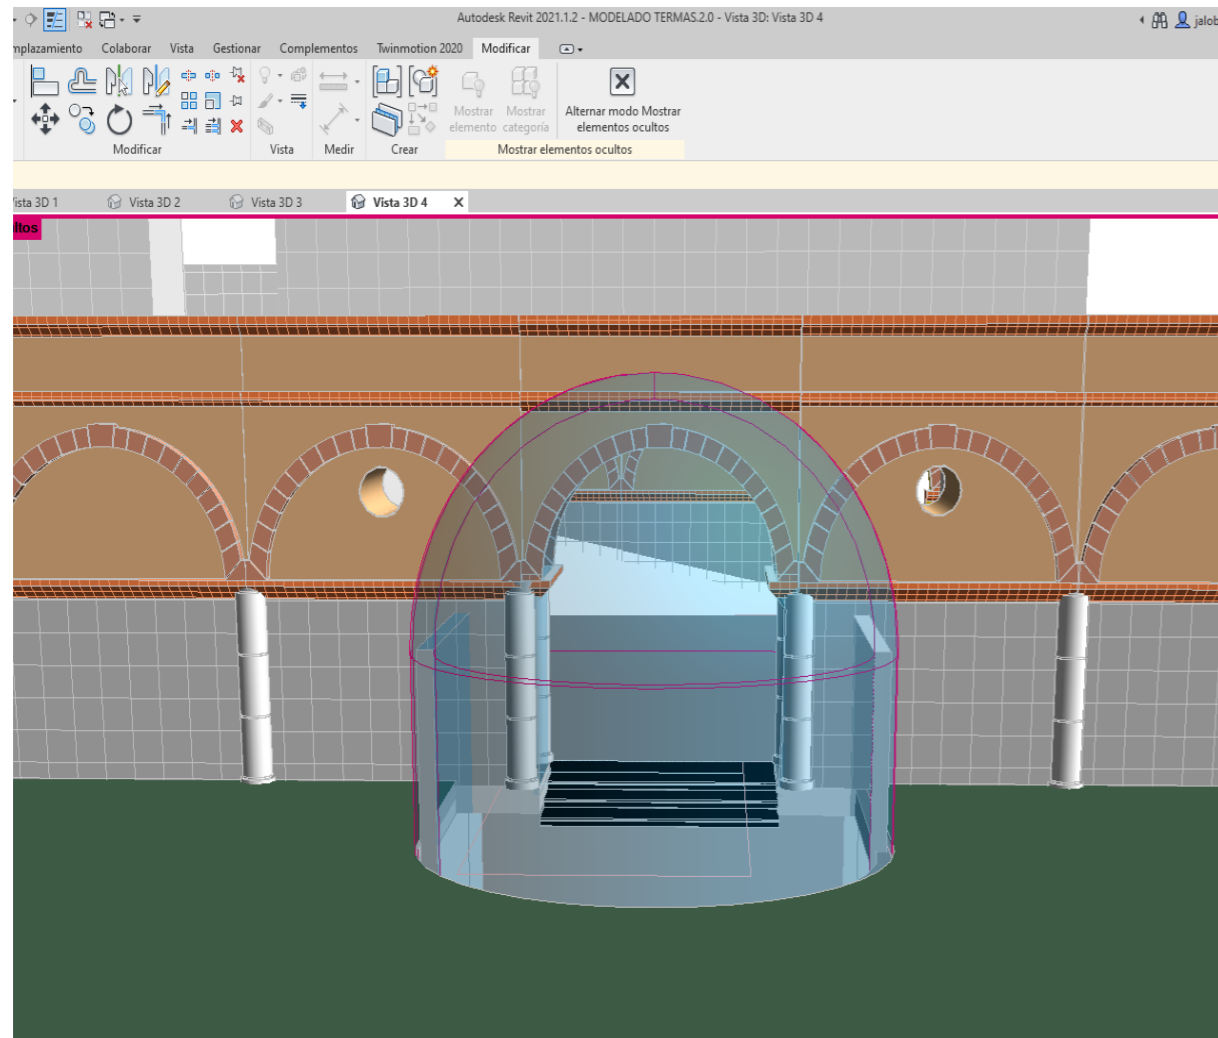 Autodesk Revit 2021.1.2 - MODELADO TERMAS.2.0 - Vista 3D: Vista 3D 4
jalob
mplazamiento Colaborar Vista Gestionar Complementos Twinmotion 2020 Modificar
Mostrar elemento
Mostrar categoría
Alternar modo Mostrar
elementos ocultos
Modificar Vista Medir Crear Mostrar elementos ocultos
Vista 3D 1 Vista 3D 2 Vista 3D 3 Vista 3D 4 X
ltos